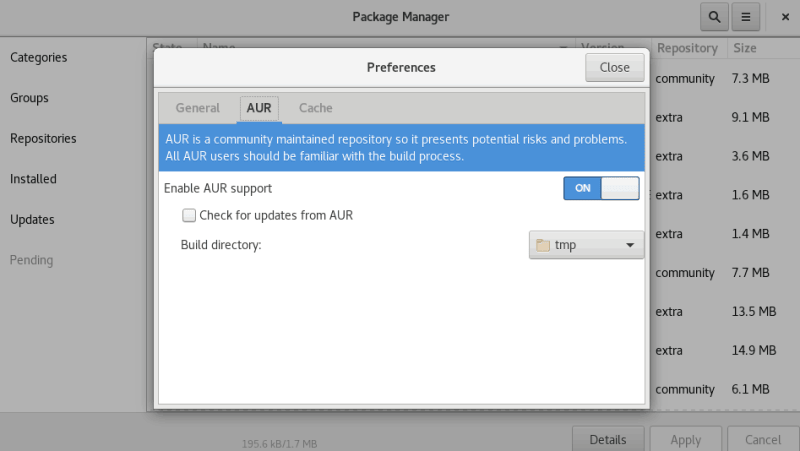 Package Manager
State Name Version Repository Size
Categories
Groups
Repositories
Installed
Updates
Pending
Preferences
Close
General AUR Cache
AUR is a community maintained repository so it presents potential risks and problems.
All AUR users should be familiar with the build process.
Enable AUR support
ON
Check for updates from AUR
Build directory:
tmp
community 7.3 MB
extra 9.1 MB
extra 3.6 MB
extra 1.6 MB
extra 1.4 MB
community 7.7 MB
extra 13.5 MB
extra 14.9 MB
community 6.1 MB
195.6 kB/1.7 MB
Details Apply Cancel